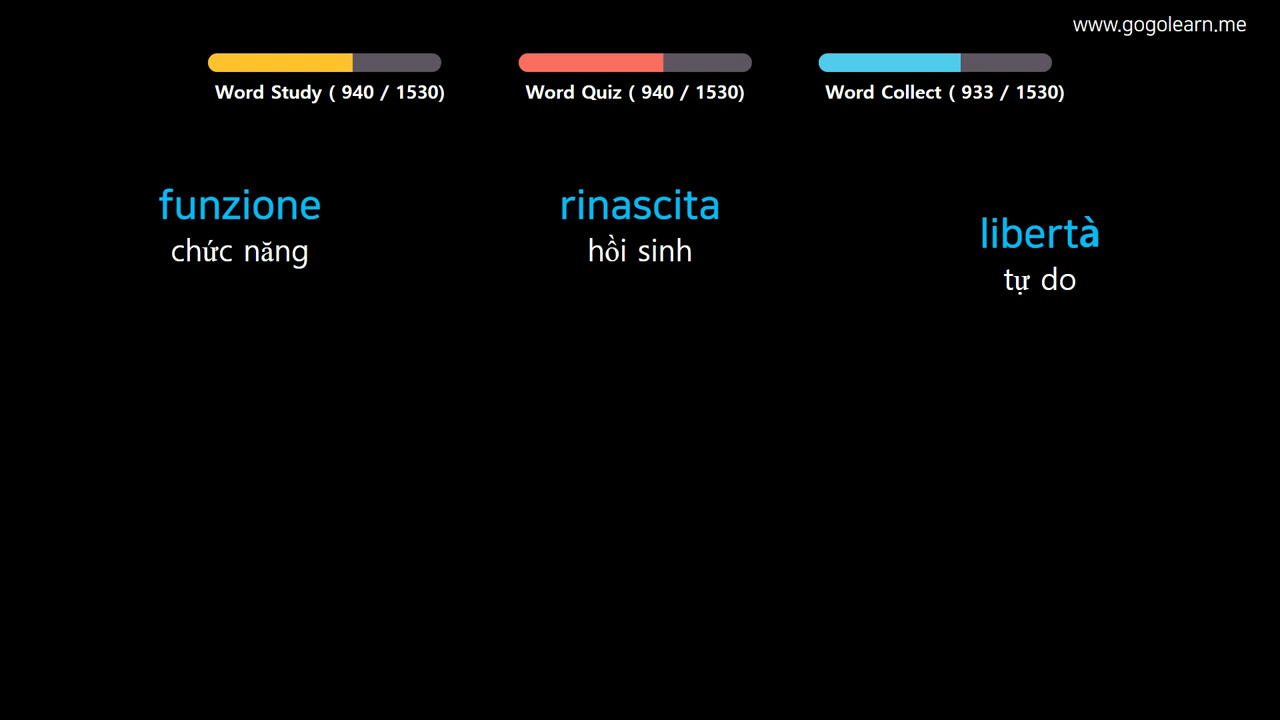 www.gogolearn.me
Word Study ( 940 / 1530)
Word Quiz ( 940 / 1530)
Word Collect ( 933 / 1530)
funzione
chức năng
rinascita
hồi sinh
libertà
tự do